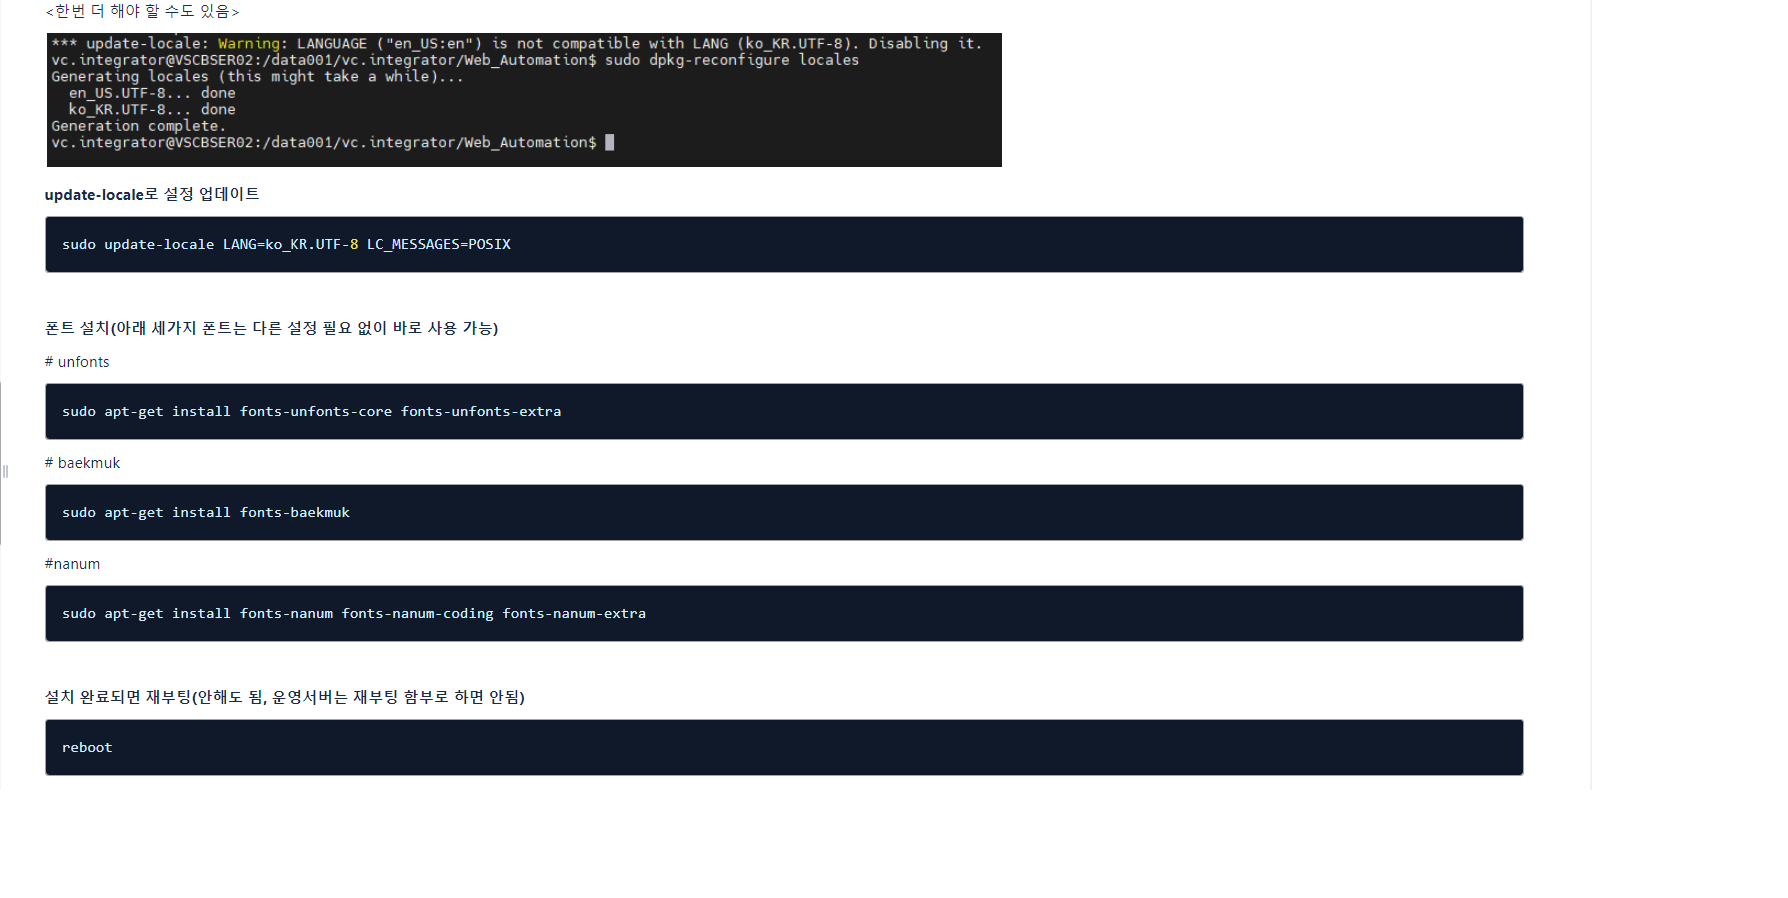 <한번 더 해야 할 수도 있음>
*** update-locale: Warning: LANGUAGE ("en_US:en") is not compatible with LANG (ko_KR.UTF-8). Disabling it.
vc.integrator@VSCBSER02:/data001/vc.integrator/Web_Automation$ sudo dpkg-reconfigure locales
Generating locales (this might take a while)...
  en_US.UTF-8... done
  ko_KR.UTF-8... done
Generation complete.
vc.integrator@VSCBSER02:/data001/vc.integrator/Web_Automation$
update-locale로 설정 업데이트
sudo update-locale LANG=ko_KR.UTF-8 LC_MESSAGES=POSIX
폰트 설치(아래 세가지 폰트는 다른 설정 필요 없이 바로 사용 가능)
# unfonts
sudo apt-get install fonts-unfonts-core fonts-unfonts-extra
# baekmuk
sudo apt-get install fonts-baekmuk
#nanum
sudo apt-get install fonts-nanum fonts-nanum-coding fonts-nanum-extra
설치 완료되면 재부팅(안해도 됨, 운영서버는 재부팅 함부로 하면 안됨)
reboot